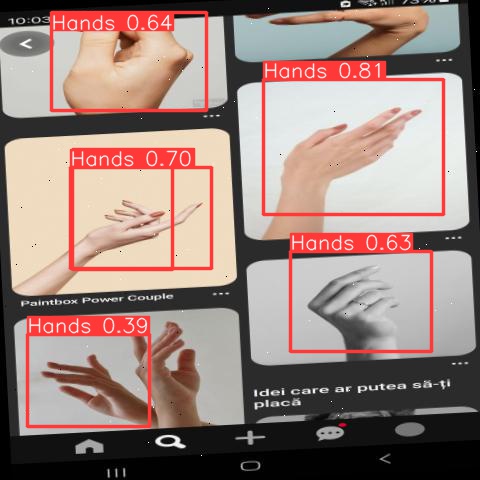 10:03
73%
Hands 0.64
Hands 0.81
Hands 0.70
Hands 0.63
Paintbox Power Couple
Hands 0.39
Idei care ar putea să-ți
placă